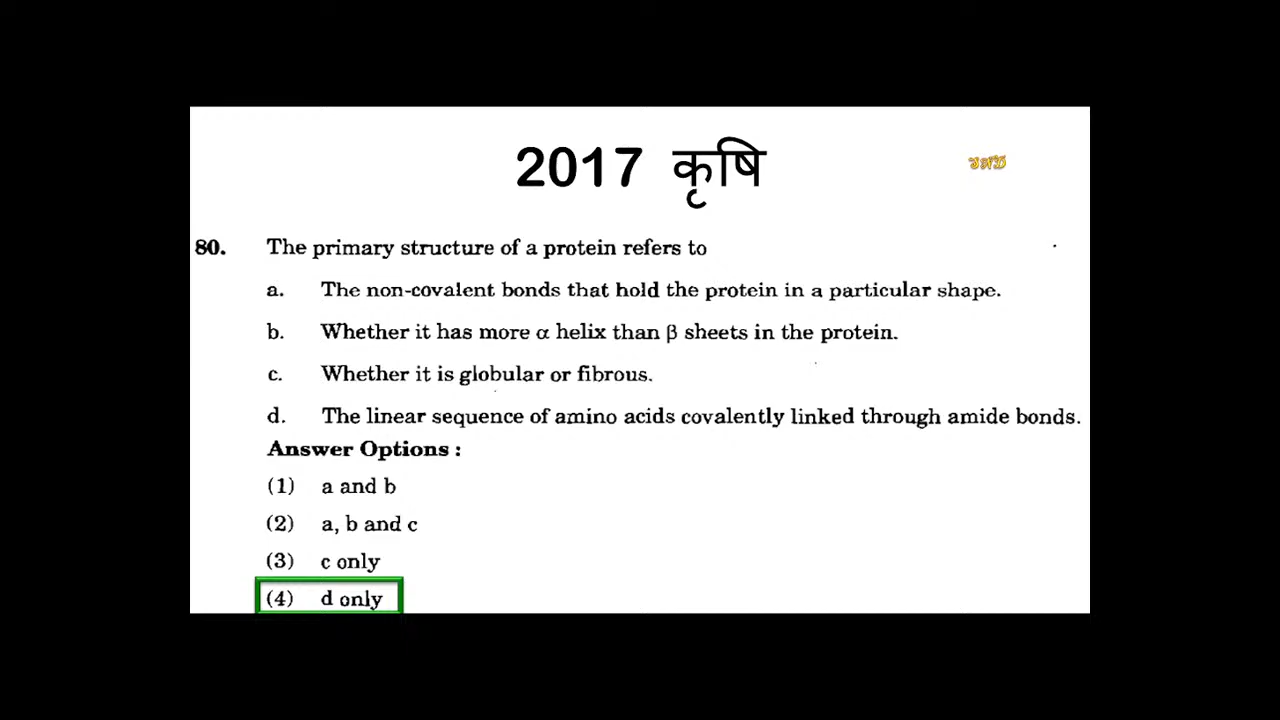 2017 कृषि
80. The primary structure of a protein refers to
a. The non-covalent bonds that hold the protein in a particular shape.
b. Whether it has more α helix than β sheets in the protein.
c. Whether it is globular or fibrous.
d. The linear sequence of amino acids covalently linked through amide bonds.
Answer Options :
(1) a and b
(2) a, b and c
(3) c only
(4) d only